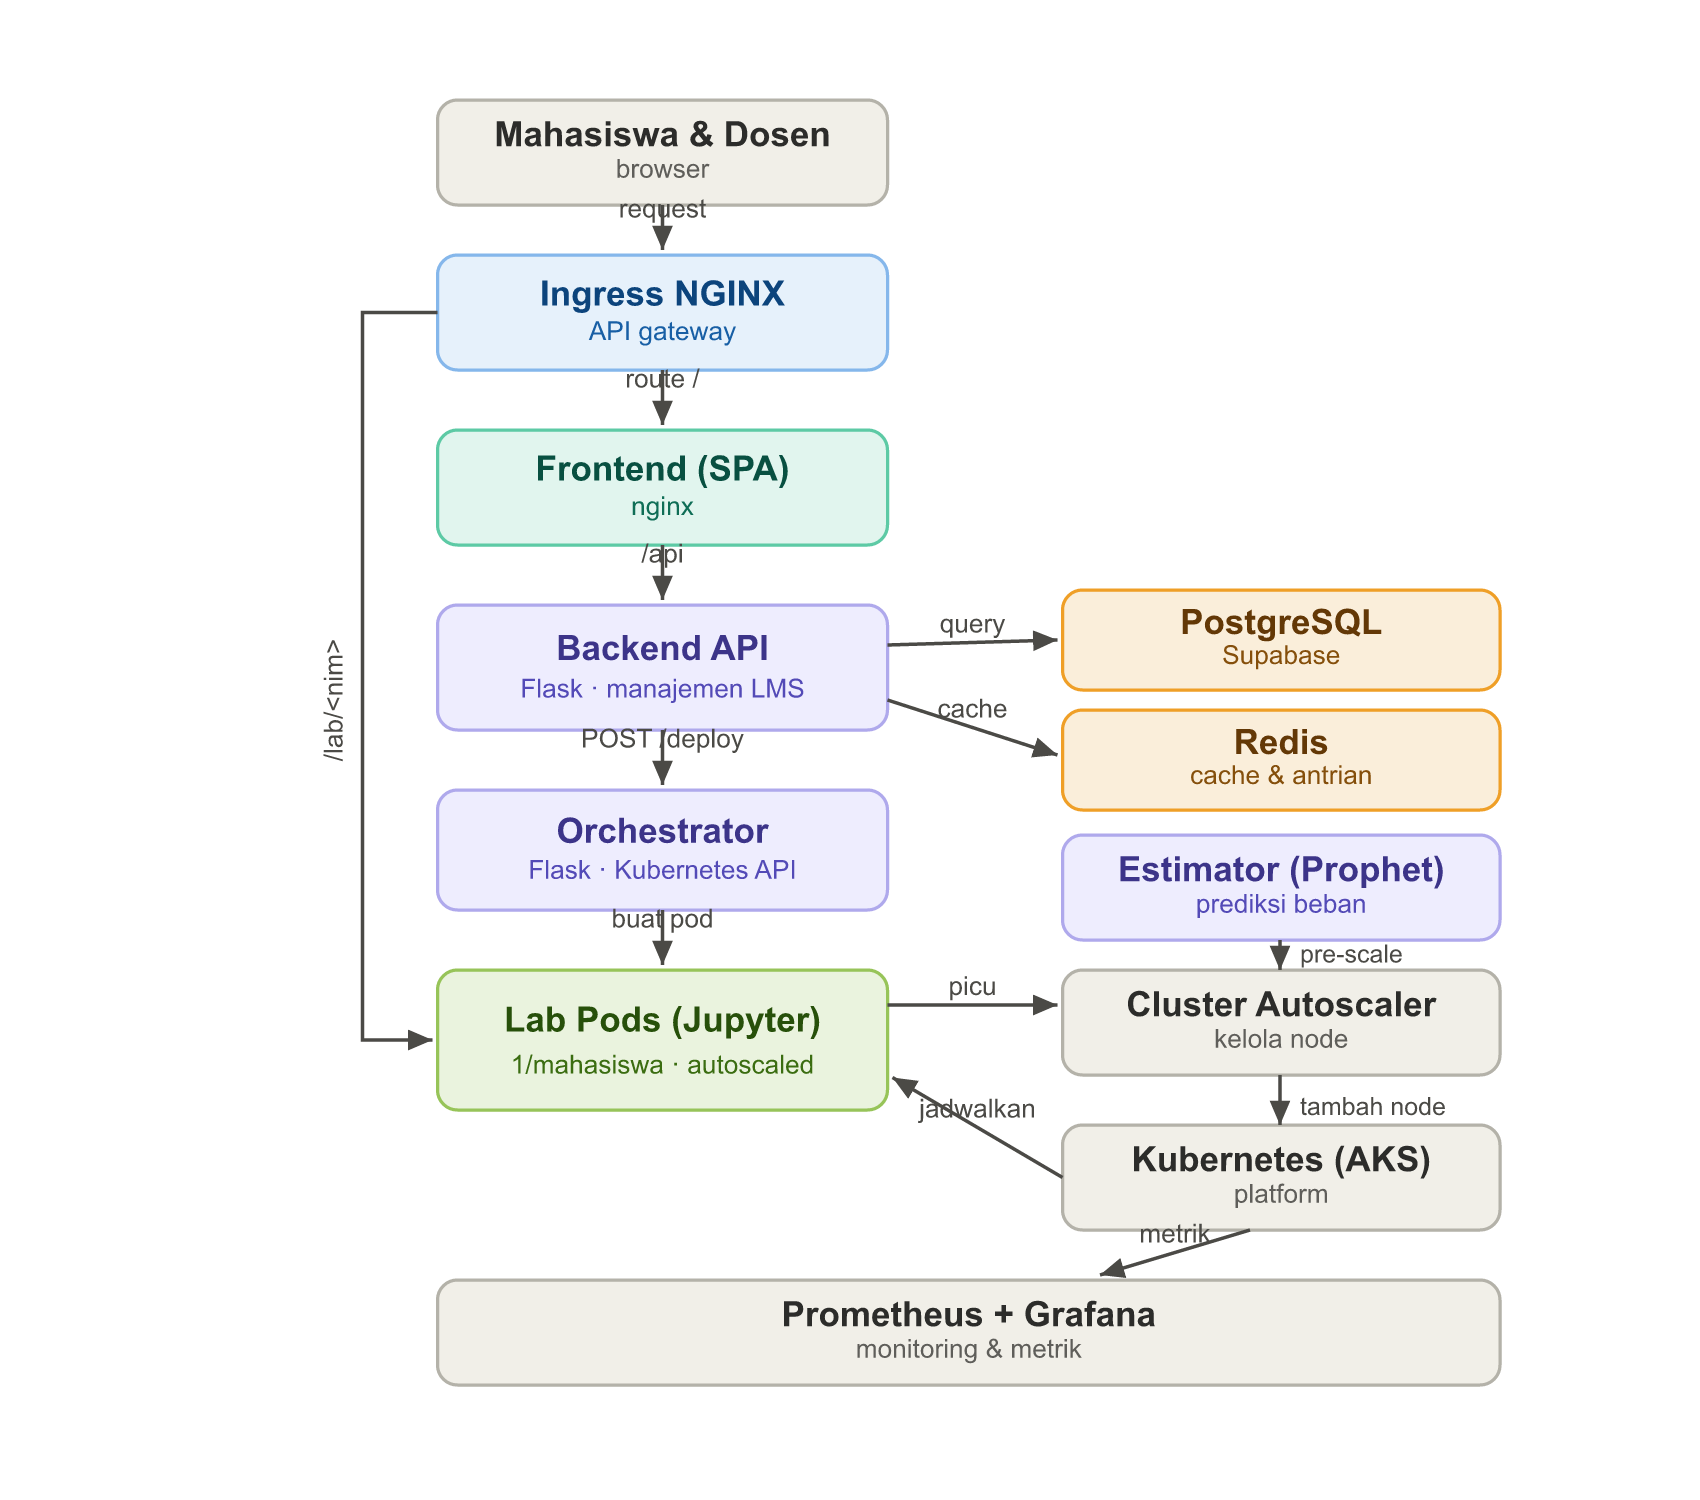 Mahasiswa & Dosen
browser
request
Ingress NGINX
API gateway
route /
Frontend (SPA)
nginx
/api
/lab/<nim>
Backend API
Flask · manajemen LMS
query
PostgreSQL
Supabase
cache
Redis
cache & antrian
POST /deploy
Orchestrator
Flask · Kubernetes API
Estimator (Prophet)
prediksi beban
buat pod
pre-scale
Lab Pods (Jupyter)
1/mahasiswa · autoscaled
picu
Cluster Autoscaler
kelola node
jadwalkan
tambah node
Kubernetes (AKS)
platform
metrik
Prometheus + Grafana
monitoring & metrik